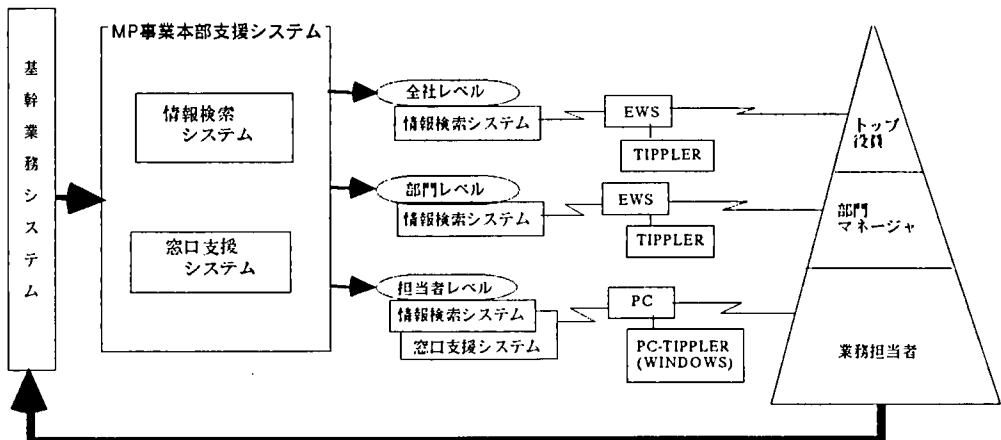 基幹業務システム
MP事業本部支援システム
情報検索
システム
窓口支援
システム
全社レベル
情報検索システム
EWS
TIPPLER
部門レベル
情報検索システム
EWS
TIPPLER
担当者レベル
情報検索システム
窓口支援システム
PC
PC-TIPPLER
(WINDOWS)
トップ
役員
部門
マネージャ
業務担当者